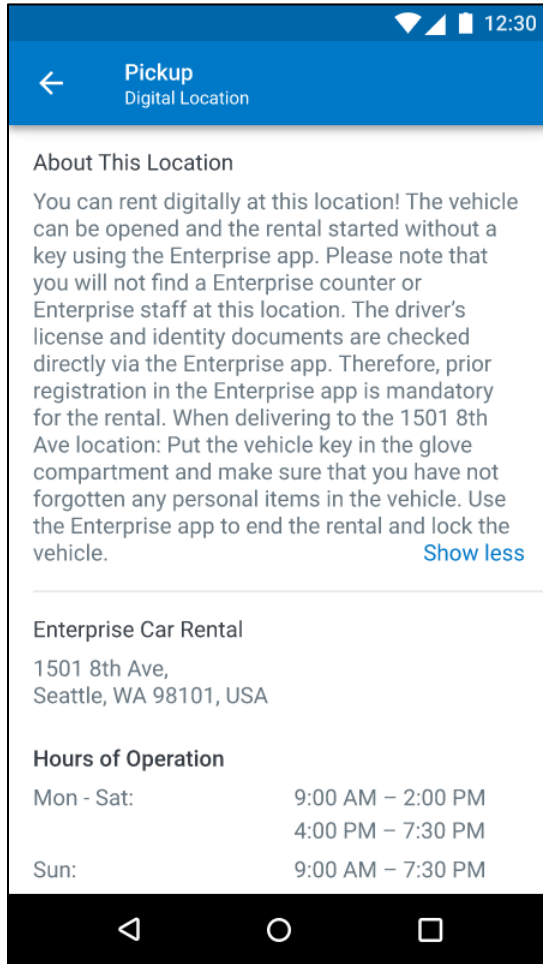 12:30
Pickup
Digital Location
About This Location
You can rent digitally at this location! The vehicle
can be opened and the rental started without a
key using the Enterprise app. Please note that
you will not find a Enterprise counter or
Enterprise staff at this location. The driver's
license and identity documents are checked
directly via the Enterprise app. Therefore, prior
registration in the Enterprise app is mandatory
for the rental. When delivering to the 1501 8th
Ave location: Put the vehicle key in the glove
compartment and make sure that you have not
forgotten any personal items in the vehicle. Use
the Enterprise app to end the rental and lock the
vehicle. Show less
Enterprise Car Rental
1501 8th Ave,
Seattle, WA 98101, USA
Hours of Operation
Mon - Sat: 9:00 AM – 2:00 PM
4:00 PM – 7:30 PM
Sun: 9:00 AM – 7:30 PM